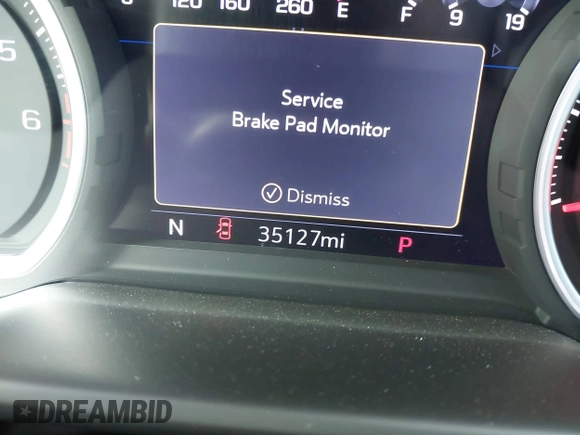 120 160 260 E F 9 19
5
6
Service
Brake Pad Monitor
Dismiss
N 35127mi P
DREAMBID